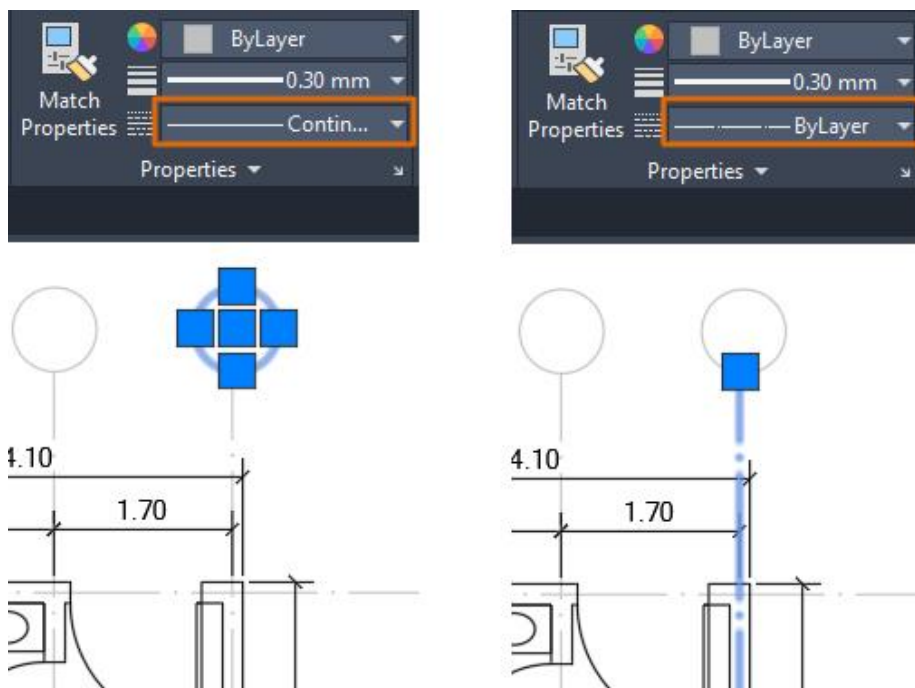 ByLayer
0.30 mm
Match
Properties
Contin...
Properties
4.10
1.70
ByLayer
0.30 mm
Match
Properties
ByLayer
Properties
4.10
1.70